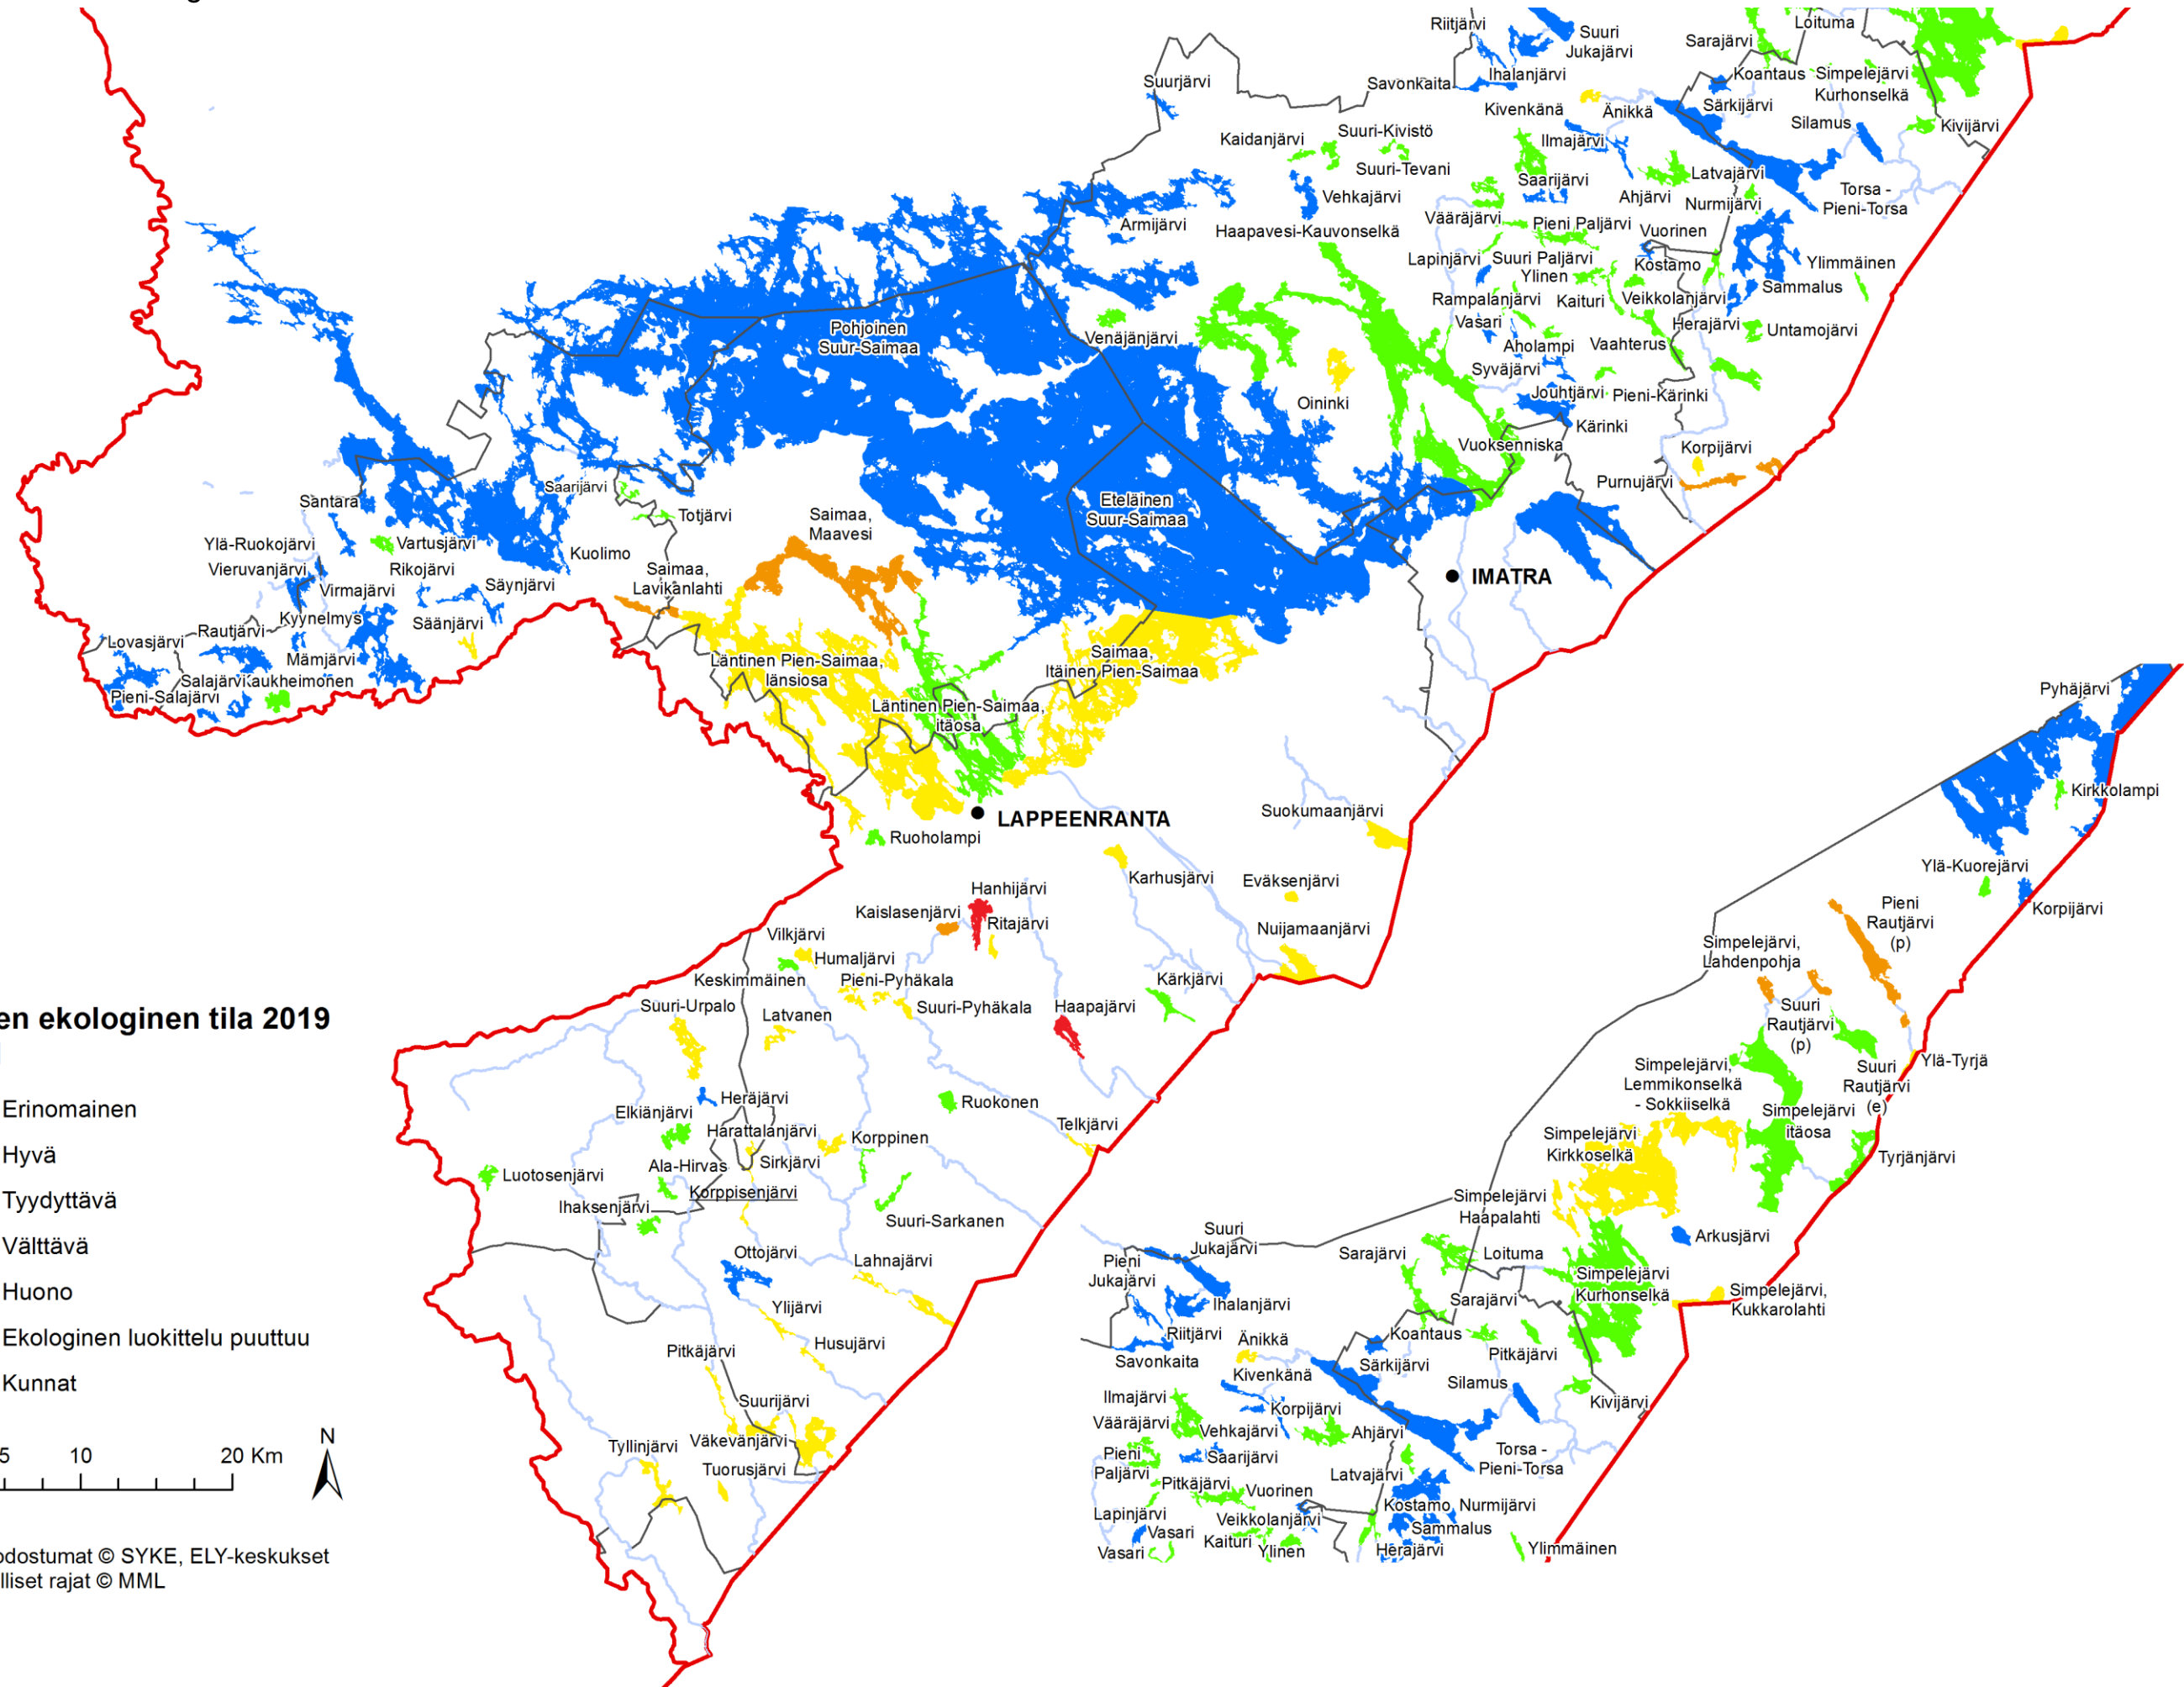 Riitjärvi
Suuri
Jukajärvi
Loituma
Sarajärvi
Suurjärvi
Savonkaita
Ihalanjärvi
Koantaus
Simpelejärvi
Kurhonselkä
Kivenkänä
Änikkä
Särkijärvi
Silamus
Kivijärvi
Kaidanjärvi
Suuri-Kivistö
Ilmajärvi
Suuri-Tevani
Saarijärvi
Latvajärvi
Vehkajärvi
Ahjärvi
Nurmijärvi
Torsa -
Pieni-Torsa
Armijärvi
Haapavesi-Kauvonselkä
Vääräjärvi
Pieni Paljärvi
Vuorinen
Lapinjärvi
Suuri Paljärvi
Ylinen
Kostamo
Ylimmäinen
Sammalus
Rampalanjärvi
Kaituri
Veikkolanjärvi
Pohjoinen
Suur-Saimaa
Venäjänjärvi
Vasari
Herajärvi
Untamojärvi
Aholampi
Vaahterus
Syväjärvi
Jouhtjärvi
Pieni-Kärinki
Oininki
Kärinki
Vuoksenniska
Korpijärvi
Purnujärvi
Saarijärvi
Santara
Totjärvi
Saimaa,
Maavesi
Eteläinen
Suur-Saimaa
Ylä-Ruokojärvi
Vartusjärvi
Kuolimo
Vieruvanjärvi
Rikojärvi
Saimaa,
Lavikanlahti
IMATRA
Virmajärvi
Säynjärvi
Kyynelmys
Säänjärvi
Lovasjärvi
Rautjärvi
Mämjärvi
Salajärvi
aukheimonen
Pieni-Salajärvi
Läntinen Pien-Saimaa,
länsiosa
Saimaa,
Itäinen Pien-Saimaa
Läntinen Pien-Saimaa,
itäosa
Pyhäjärvi
Kirkkolampi
LAPPEENRANTA
Suokumaanjärvi
Ruoholampi
Karhusjärvi
Eväksenjärvi
Ylä-Kuorejärvi
Korpijärvi
Hanhijärvi
Kaislasenjärvi
Ritajärvi
Nuijamaanjärvi
Pieni
Rautjärvi
(p)
Vilkjärvi
Humaljärvi
Keskimmäinen
Pieni-Pyhäkala
Kärkjärvi
Simpelejärvi,
Lahdenpohja
Suuri-Urpalo
Latvanen
Suuri-Pyhäkala
Haapajärvi
Suuri
Rautjärvi
(p)
en ekologinen tila 2019
Ylä-Tyrjä
Simpelejärvi,
Lemmikonselkä
- Sokkiiselkä
Suuri
Rautjärvi
(e)
Erinomainen
Heräjärvi
Ruokonen
Elkiänjärvi
Simpelejärvi
itäosa
Telkjärvi
Harattalanjärvi
Korppinen
Simpelejärvi
Kirkkoselkä
Hyvä
Sirkjärvi
Tyrjänjärvi
Luotosenjärvi
Ala-Hirvas
Korppisenjärvi
Tyydyttävä
Ihaksenjärvi
Suuri-Sarkanen
Simpelejärvi
Haapalahti
Välttävä
Ottojärvi
Lahnajärvi
Suuri
Jukajärvi
Sarajärvi
Loituma
Arkusjärvi
Huono
Pieni
Jukajärvi
Simpelejärvi
Kurhonselkä
Simpelejärvi,
Kukkarolahti
Ylijärvi
Ihalanjärvi
Sarajärvi
Ekologinen luokittelu puuttuu
Husujärvi
Riitjärvi
Änikkä
Koantaus
Pitkäjärvi
Pitkäjärvi
Savonkaita
Särkijärvi
Kunnat
Kivenkänä
Silamus
Suurijärvi
Ilmajärvi
Korpijärvi
Kivijärvi
Vääräjärvi
Vehkajärvi
Ahjärvi
5
10
20 Km
N
Tyllinjärvi
Väkevänjärvi
Pieni
Paljärvi
Saarijärvi
Torsa -
Pieni-Torsa
Tuorusjärvi
Pitkäjärvi
Vuorinen
Latvajärvi
Lapinjärvi
Veikkolanjärvi
Kostamo
Nurmijärvi
Vasari
Sammalus
Vasari
Kaituri
Ylinen
Herajärvi
Ylimmäinen
odostumat © SYKE, ELY-keskukset
lliset rajat © MML